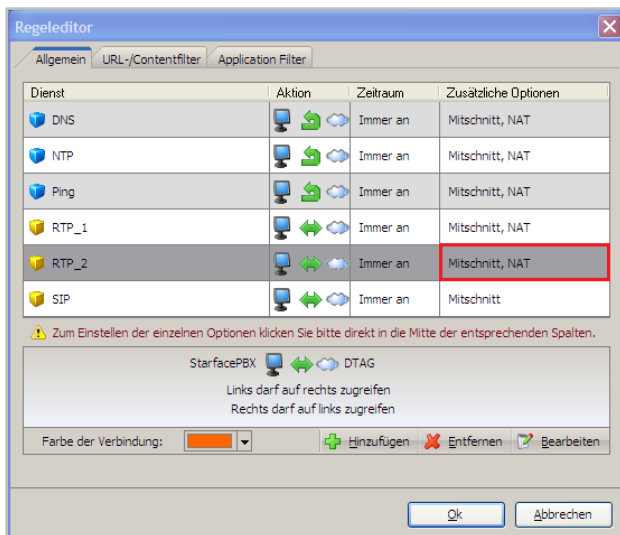 Regeleditor
Allgemein URL-/Contentfilter Application Filter
Dienst Aktion Zeitraum Zusätzliche Optionen
DNS Immer an Mitschnitt, NAT
NTP Immer an Mitschnitt, NAT
Ping Immer an Mitschnitt, NAT
RTP_1 Immer an Mitschnitt, NAT
RTP_2 Immer an Mitschnitt, NAT
SIP Immer an Mitschnitt
Zum Einstellen der einzelnen Optionen klicken Sie bitte direkt in die Mitte der entsprechenden Spalten.
StarfacePBX DTAG
Links darf auf rechts zugreifen
Rechts darf auf links zugreifen
Farbe der Verbindung: Hinzufügen Entfernen Bearbeiten
Ok Abbrechen